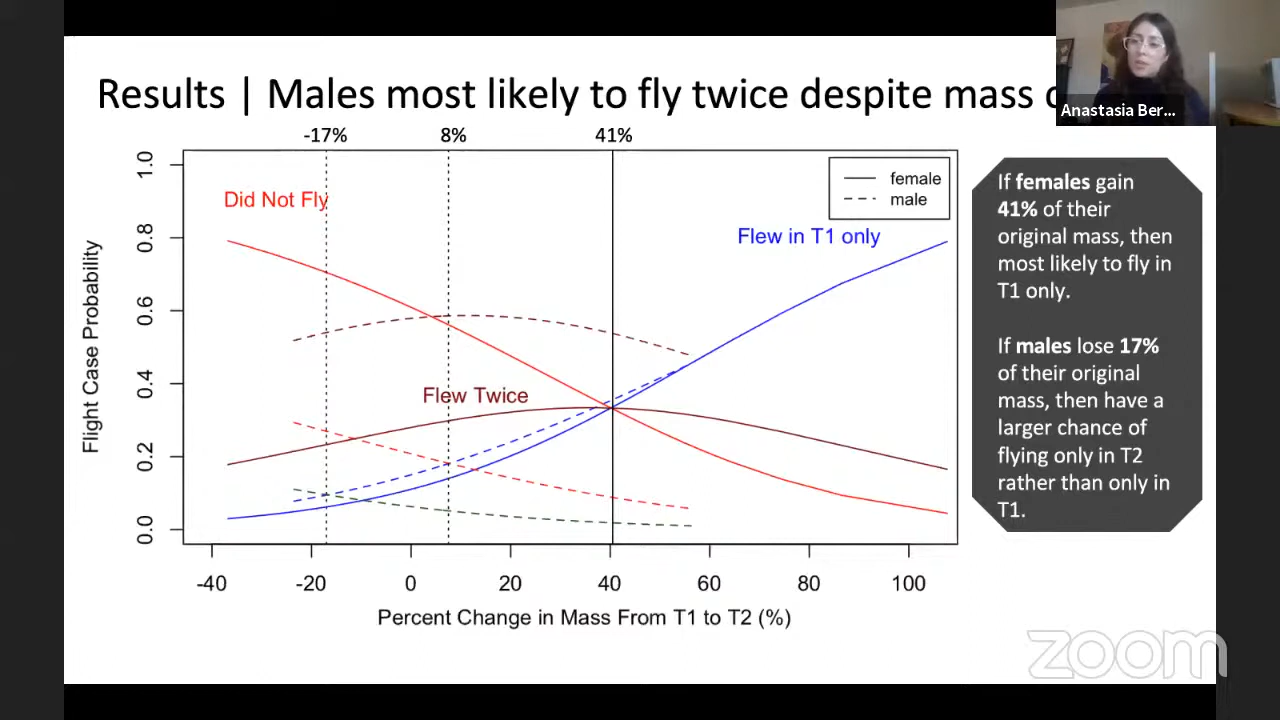 Results | Males most likely to fly twice despite mass
Anastasia Ber...
-17% 8% 41%
Did Not Fly
Flew in T1 only
Flew Twice
female
male
Flight Case Probability
0.0 0.2 0.4 0.6 0.8 1.0
-40 -20 0 20 40 60 80 100
Percent Change in Mass From T1 to T2 (%)
If females gain
41% of their
original mass, then
most likely to fly in
T1 only.
If males lose 17%
of their original
mass, then have a
larger chance of
flying only in T2
rather than only in
T1.
zoom